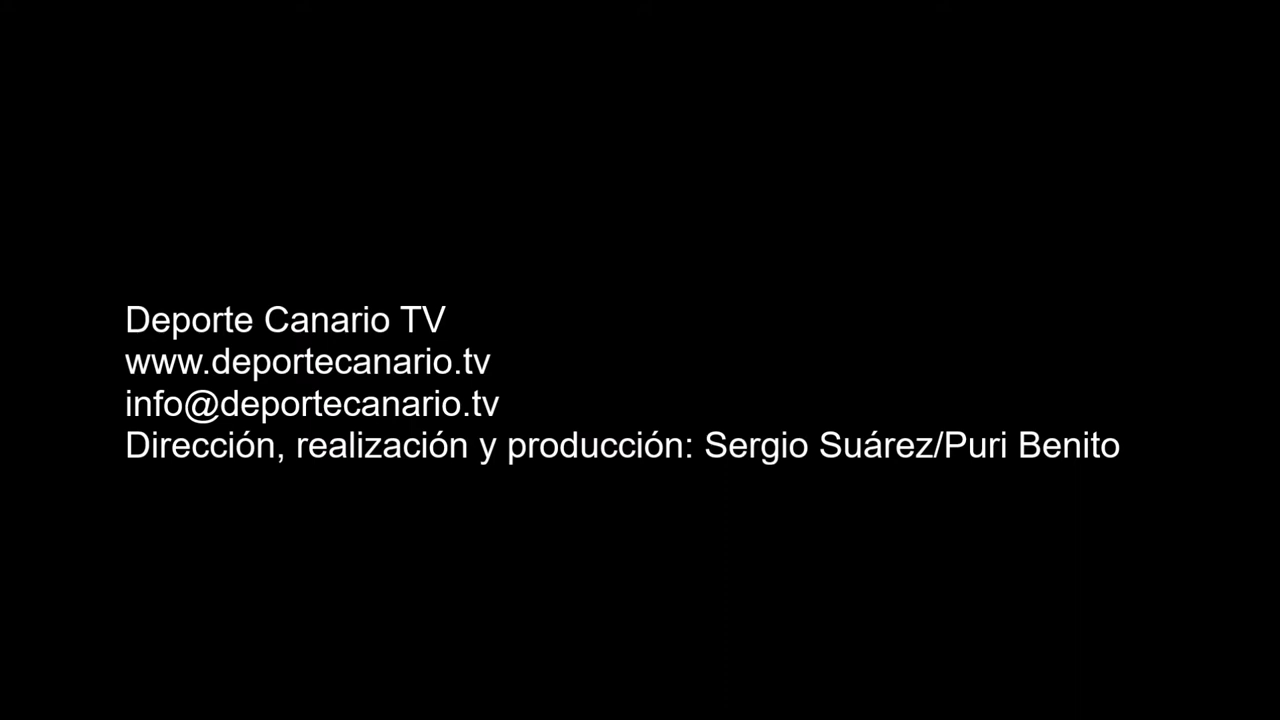 Deporte Canario TV
www.deportecanario.tv
info@deportecanario.tv
Dirección, realización y producción: Sergio Suárez/Puri Benito